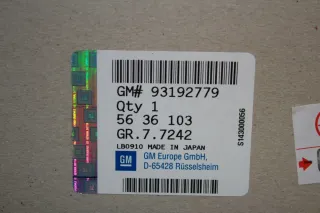 GM# 93192779
Qty 1
56 36 103
GR.7.7242
LB0910 MADE IN JAPAN
GM
GM Europe GmbH,
D-65428 Rüsselsheim
S143000056